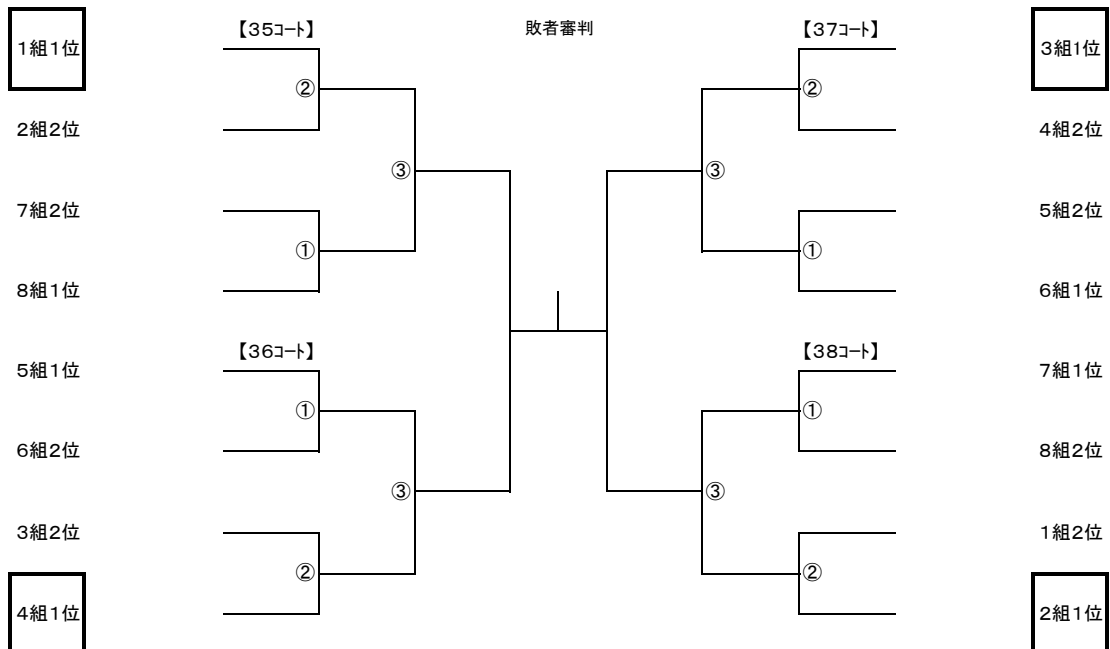 【35コート】 敗者審判 【37コート】
1組1位 3組1位
② ②
2組2位 4組2位
③ ③
7組2位 5組2位
① ①
8組1位 6組1位
【36コート】 【38コート】
5組1位 7組1位
① ①
6組2位 8組2位
③ ③
3組2位 1組2位
② ②
4組1位 2組1位